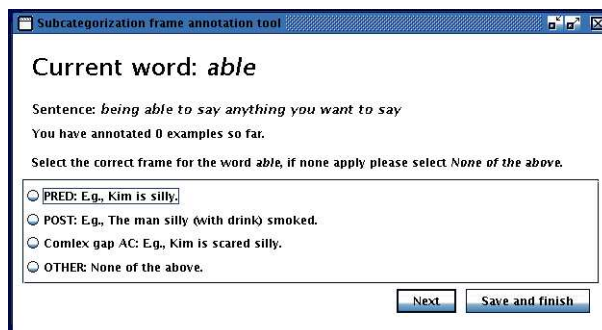 Subcategorization frame annotation tool
Current word: able
Sentence: being able to say anything you want to say
You have annotated 0 examples so far.
Select the correct frame for the word able, if none apply please select None of the above.
PRED: E.g., Kim is silly.
POST: E.g., The man silly (with drink) smoked.
Comlex gap AC: E.g., Kim is scared silly.
OTHER: None of the above.
Next Save and finish